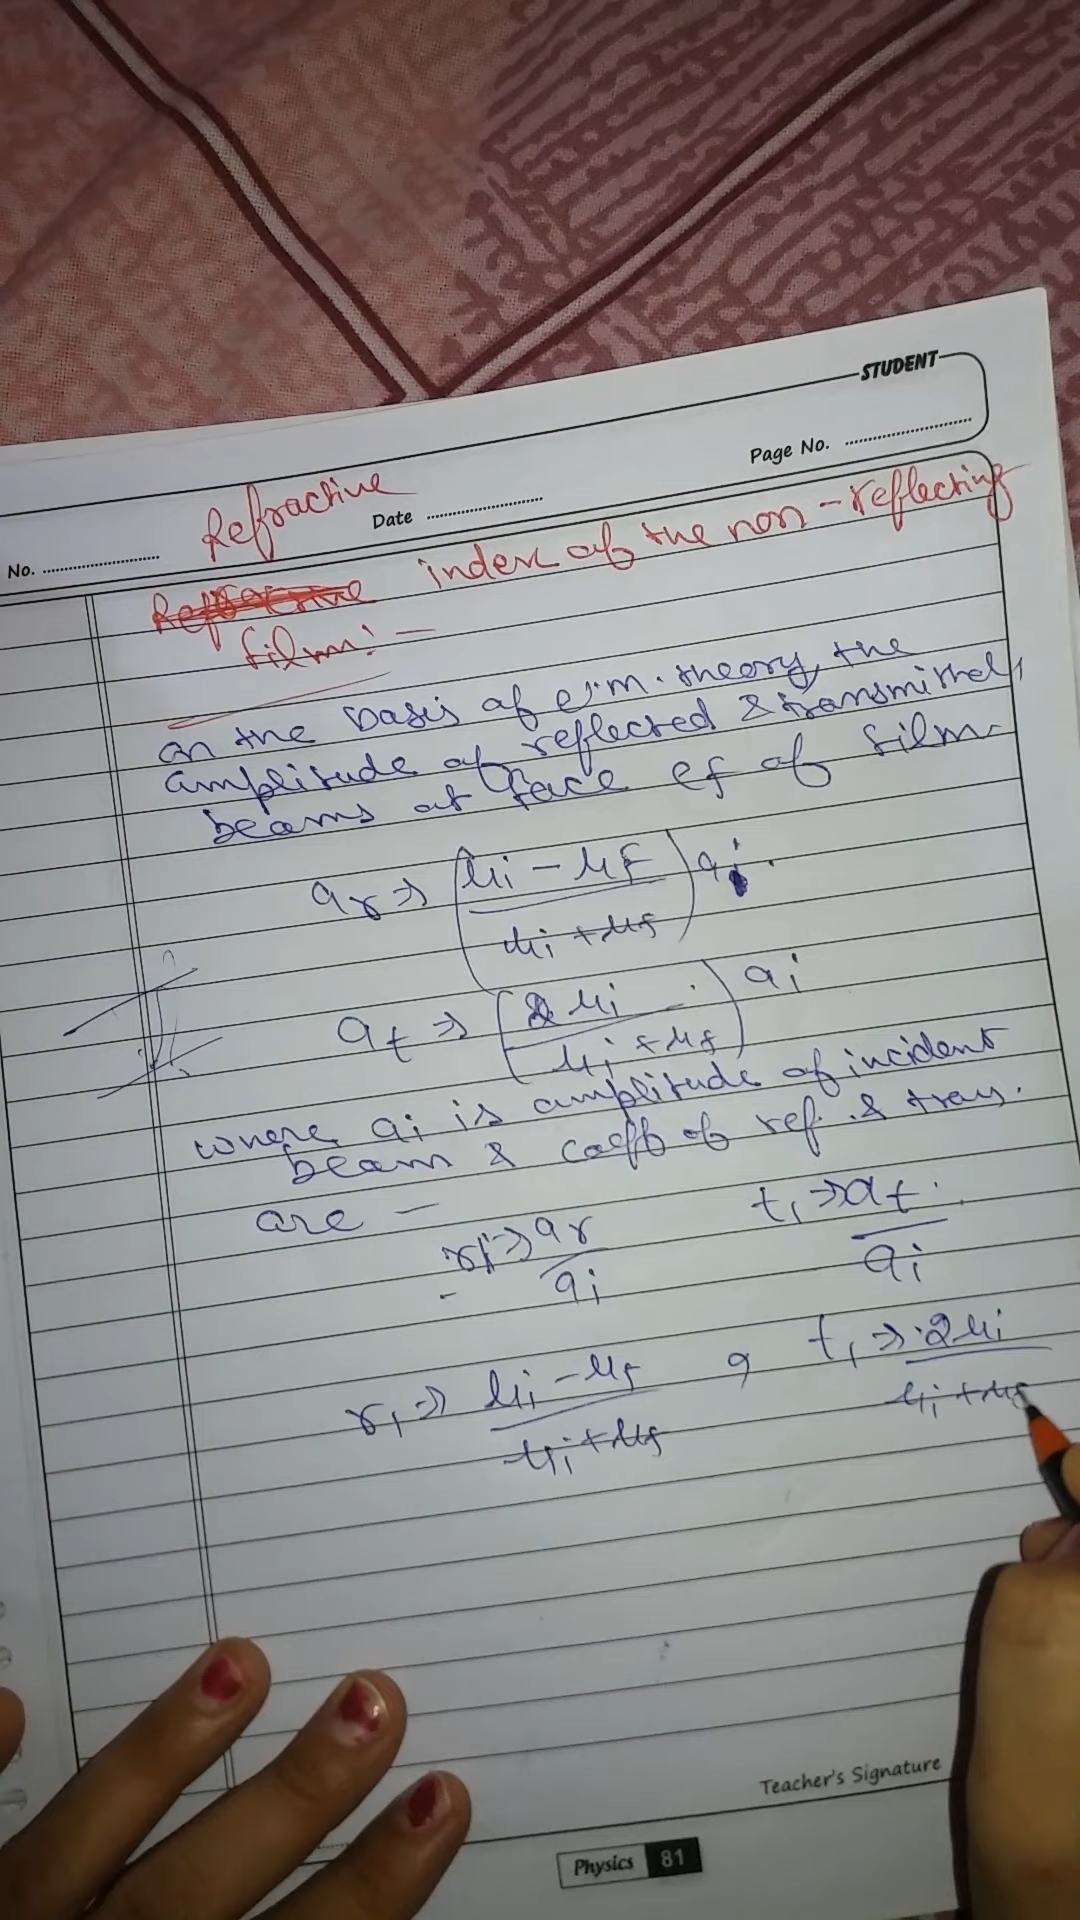 STUDENT
Page No.
Date
No.
Refractive
index of the non-reflecting
film:-
on the basis of e.m. theory, the
amplitude of reflected & transmitted
beams at face ef of film.
ar ⇒ (μi - μf / μi + μf) ai
at ⇒ (2μi / μi + μf) ai
where ai is amplitude of incident
beam & coeff of ref. & trans.
are -
r1 ⇒ ar / ai t1 ⇒ at / ai
r1 ⇒ μi - μf / μi + μf , t1 ⇒ 2μi / μi + μf
Teacher's Signature
Physics 81